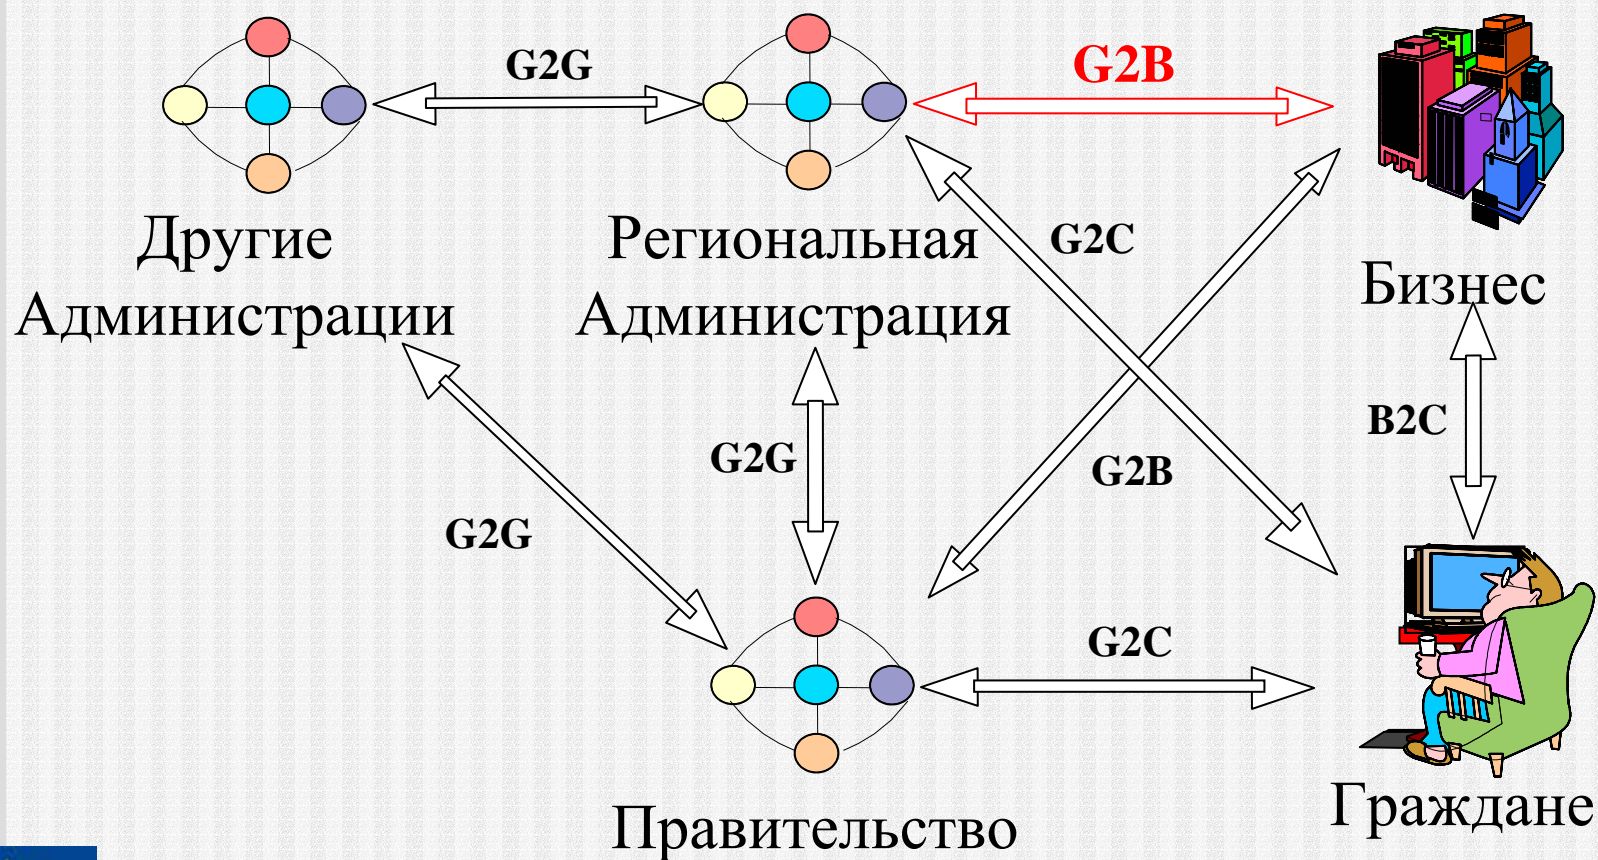 G2G
G2B
Другие
Администрации
Региональная
Администрация
G2C
Бизнес
B2C
G2G
G2B
G2G
G2C
Правительство
Граждане